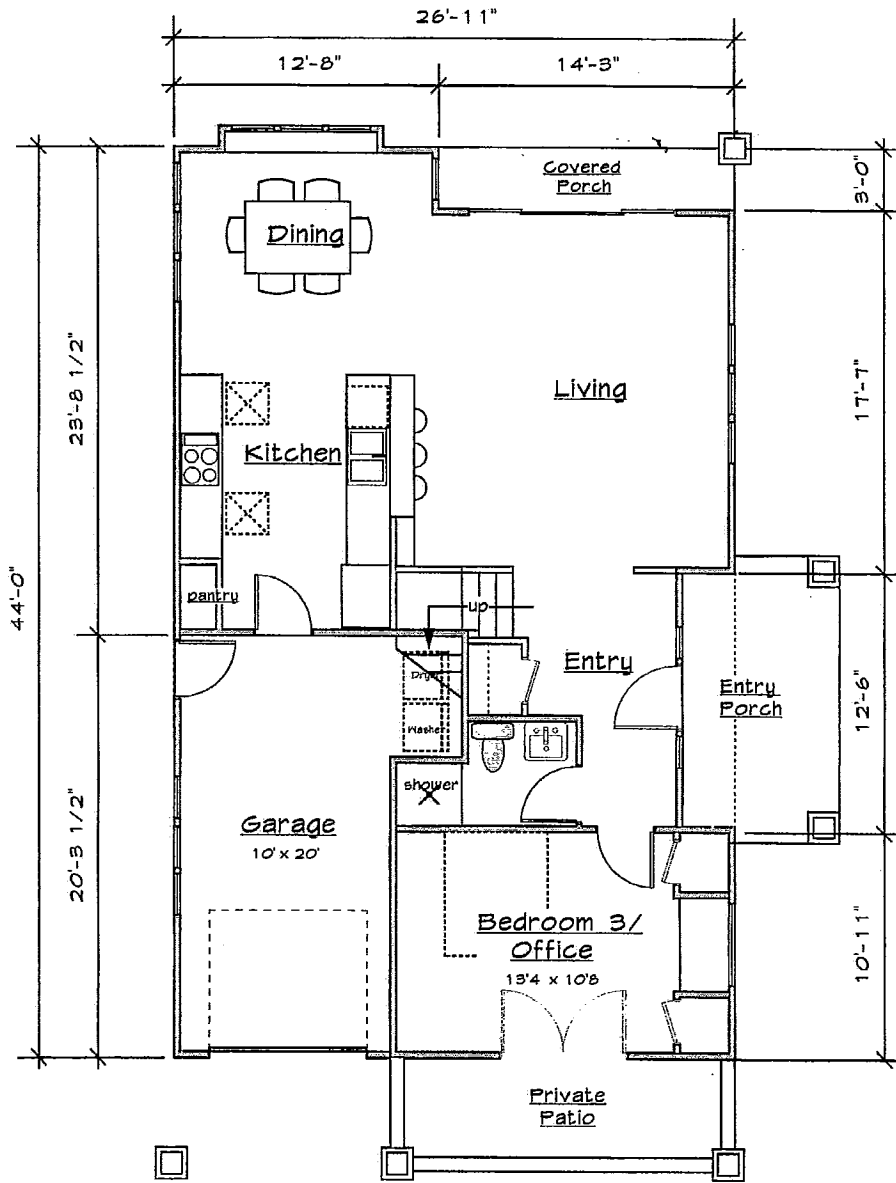 26'-11"
12'-8"
14'-3"
Covered
Porch
3'-0"
Dining
23'-8 1/2"
Living
17'-7"
Kitchen
44'-0"
pantry
up
Entry
Dryer
Entry
Porch
12'-6"
Washer
shower
Garage
10' x 20'
20'-3 1/2"
Bedroom 3/
Office
13'4 x 10'8
10'-11"
Private
Patio